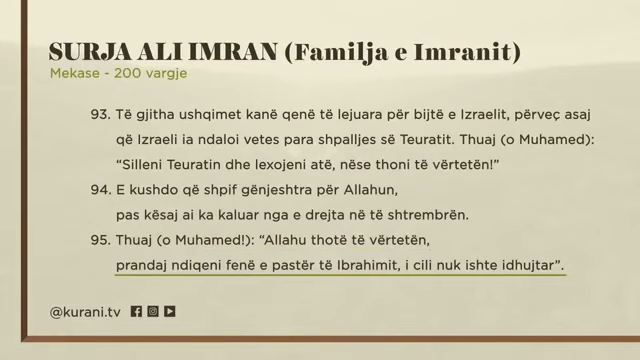 SURJA ALI IMRAN (Familja e Imranit)
Mekase - 200 vargje
93. Të gjitha ushqimet kanë qenë të lejuara për bijtë e Izraelit, përveç asaj
që Izraeli ia ndaloi vetes para shpalljes së Teuratit. Thuaj (o Muhamed):
“Silleni Teuratin dhe lexojeni atë, nëse thoni të vërtetën!”
94. E kushdo që shpif gënjeshtra për Allahun,
pas kësaj ai ka kaluar nga e drejta në të shtrembrën.
95. Thuaj (o Muhamed!): “Allahu thotë të vërtetën,
prandaj ndiqeni fenë e pastër të Ibrahimit, i cili nuk ishte idhujtar”.
@kurani.tv